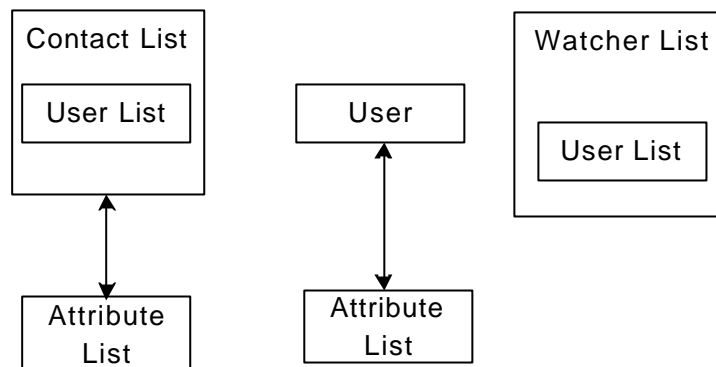 Contact List
User List
User
Watcher List
User List
Attribute
List
Attribute
List